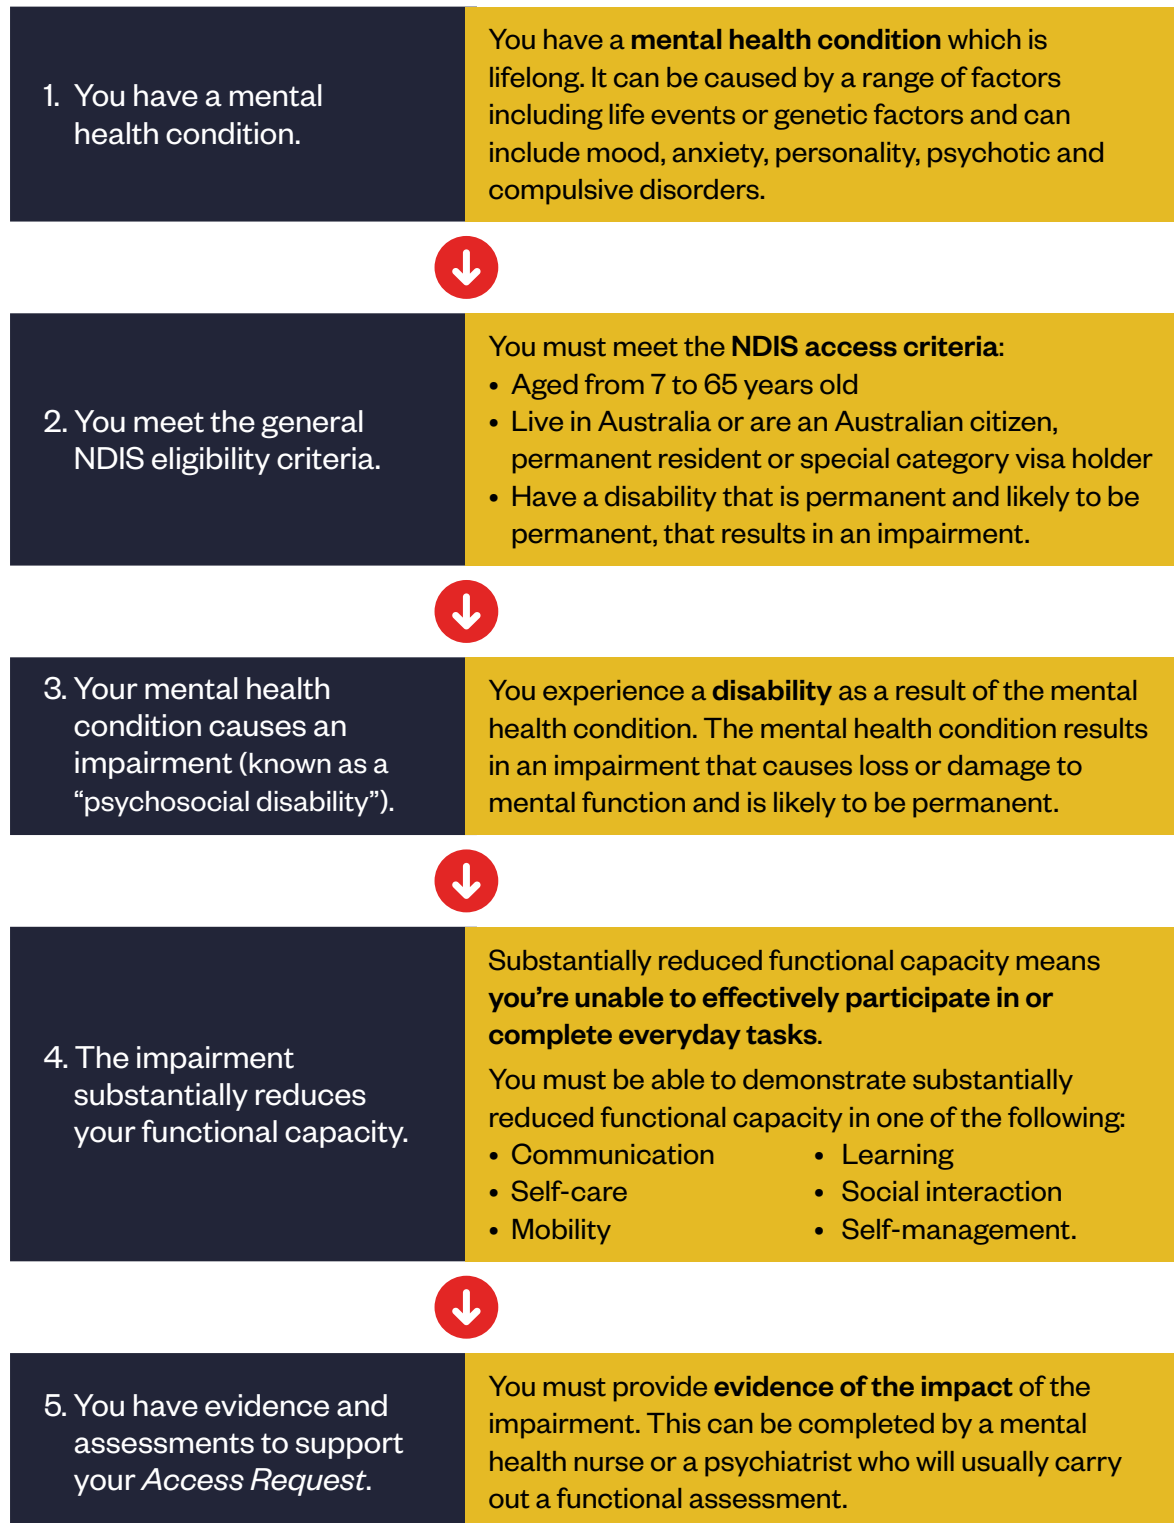 1. You have a mental
health condition.
You have a mental health condition which is
lifelong. It can be caused by a range of factors
including life events or genetic factors and can
include mood, anxiety, personality, psychotic and
compulsive disorders.
2. You meet the general
NDIS eligibility criteria.
You must meet the NDIS access criteria:
• Aged from 7 to 65 years old
• Live in Australia or are an Australian citizen,
permanent resident or special category visa holder
• Have a disability that is permanent and likely to be
permanent, that results in an impairment.
3. Your mental health
condition causes an
impairment (known as a
“psychosocial disability”).
You experience a disability as a result of the mental
health condition. The mental health condition results
in an impairment that causes loss or damage to
mental function and is likely to be permanent.
4. The impairment
substantially reduces
your functional capacity.
Substantially reduced functional capacity means
you’re unable to effectively participate in or
complete everyday tasks.
You must be able to demonstrate substantially
reduced functional capacity in one of the following:
• Communication
• Self-care
• Mobility
• Learning
• Social interaction
• Self-management.
5. You have evidence and
assessments to support
your Access Request.
You must provide evidence of the impact of the
impairment. This can be completed by a mental
health nurse or a psychiatrist who will usually carry
out a functional assessment.